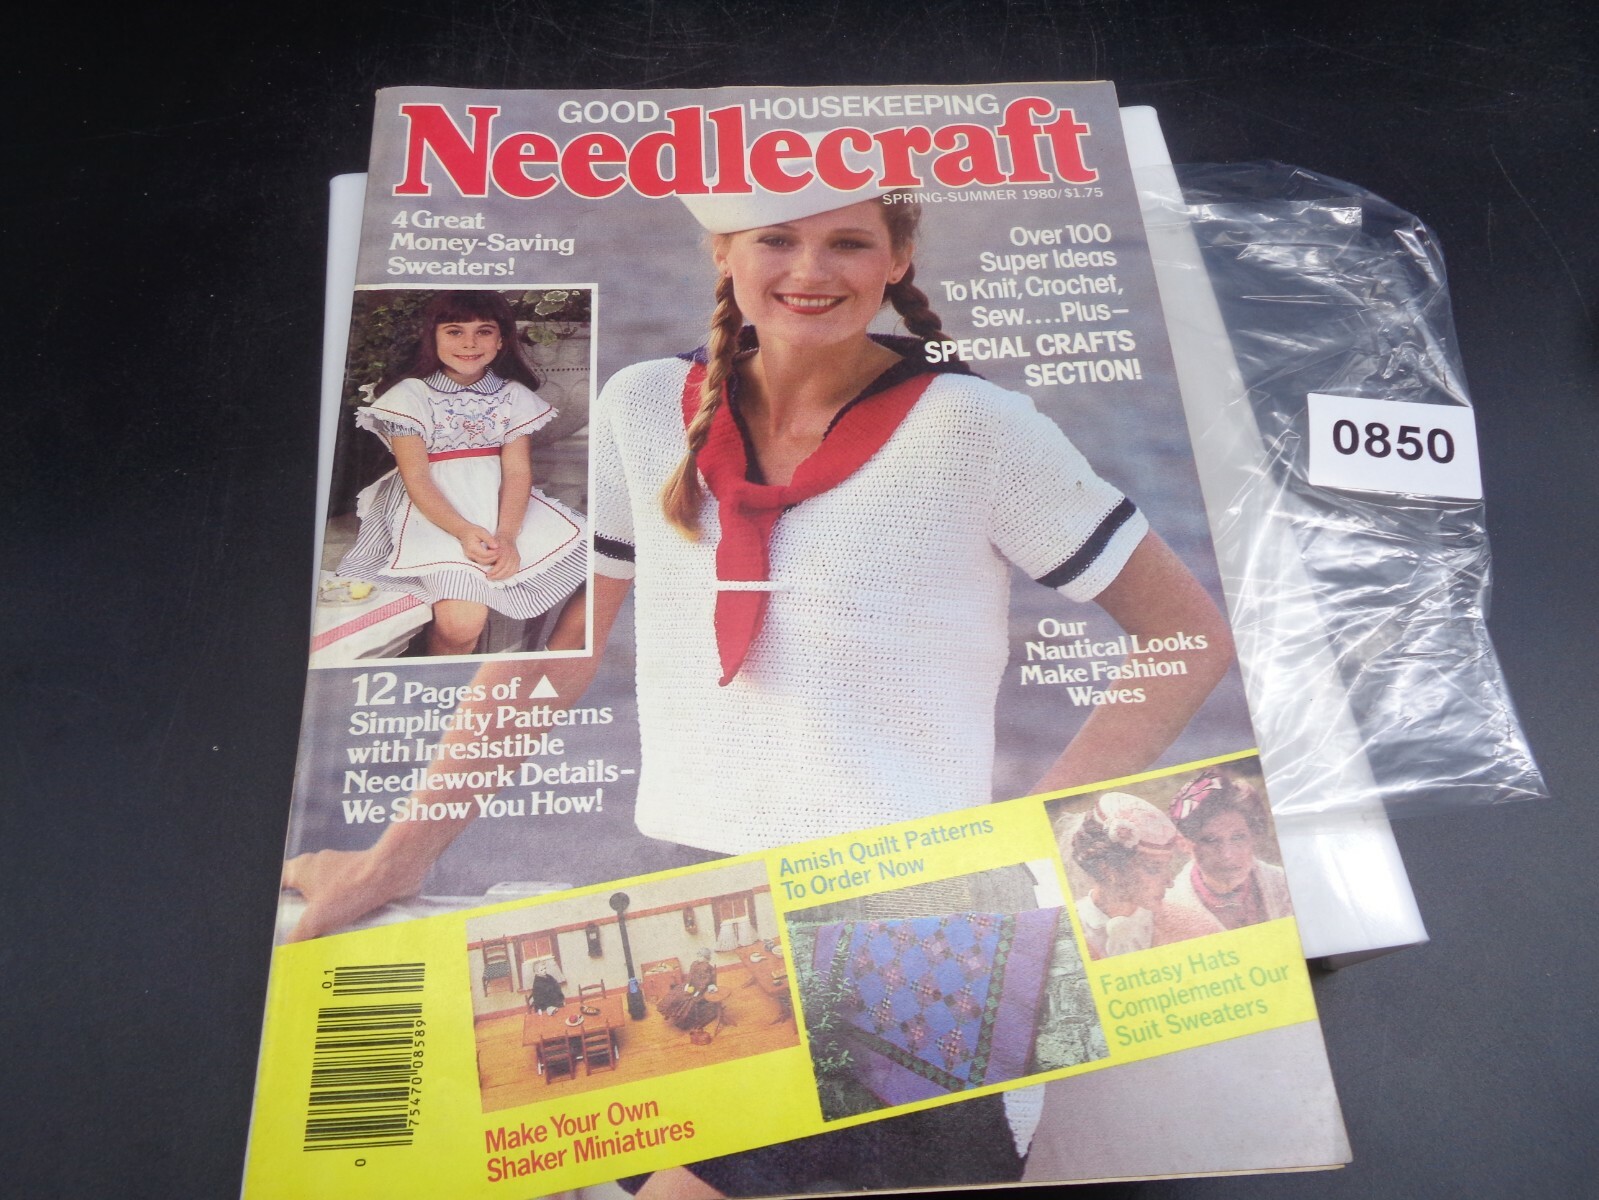 GOOD HOUSEKEEPING
Needlecraft
SPRING-SUMMER 1980/$1.75
4 Great
Money-Saving
Sweaters!
Over 100
Super Ideas
To Knit, Crochet,
Sew....Plus–
SPECIAL CRAFTS
SECTION!
0850
Our
Nautical Looks
Make Fashion
Waves
12 Pages of
Simplicity Patterns
with Irresistible
Needlework Details–
We Show You How!
Amish Quilt Patterns
To Order Now
Fantasy Hats
Complement Our
Suit Sweaters
Make Your Own
Shaker Miniatures
01
75470 08589
0